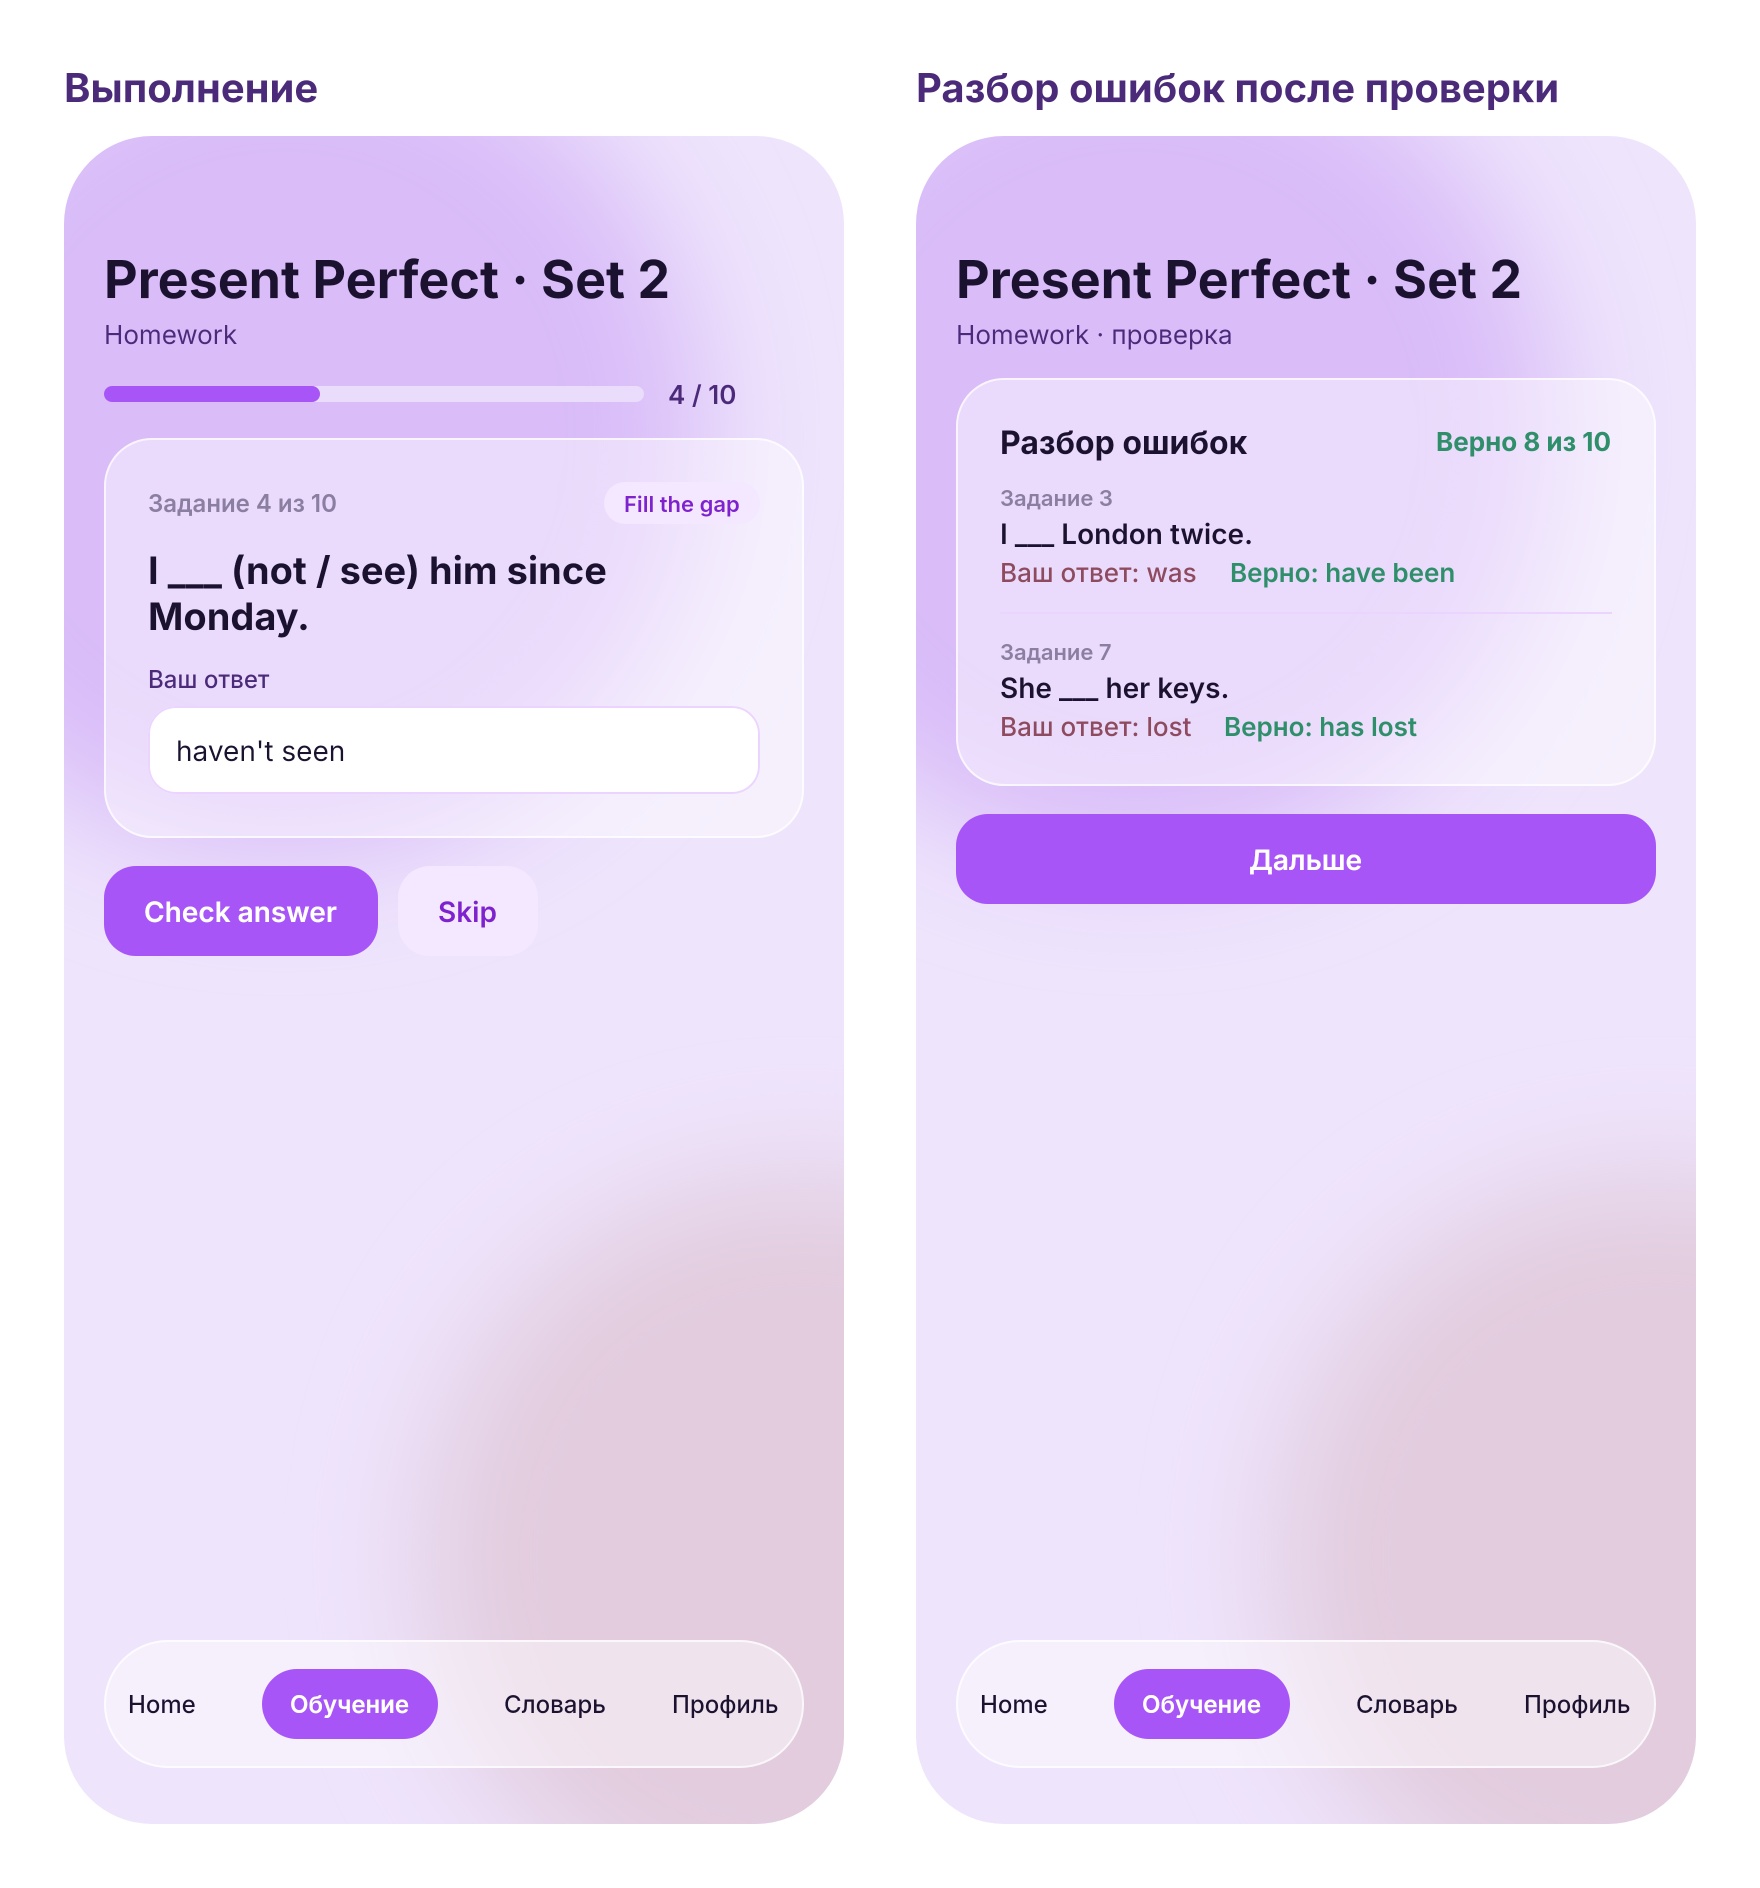 Выполнение
Present Perfect · Set 2
Homework
4 / 10
Задание 4 из 10
Fill the gap
I ___ (not / see) him since
Monday.
Ваш ответ
haven't seen
Check answer
Skip
Home
Обучение
Словарь
Профиль
Разбор ошибок после проверки
Present Perfect · Set 2
Homework · проверка
Разбор ошибок
Верно 8 из 10
Задание 3
I ___ London twice.
Ваш ответ: was
Верно: have been
Задание 7
She ___ her keys.
Ваш ответ: lost
Верно: has lost
Дальше
Home
Обучение
Словарь
Профиль